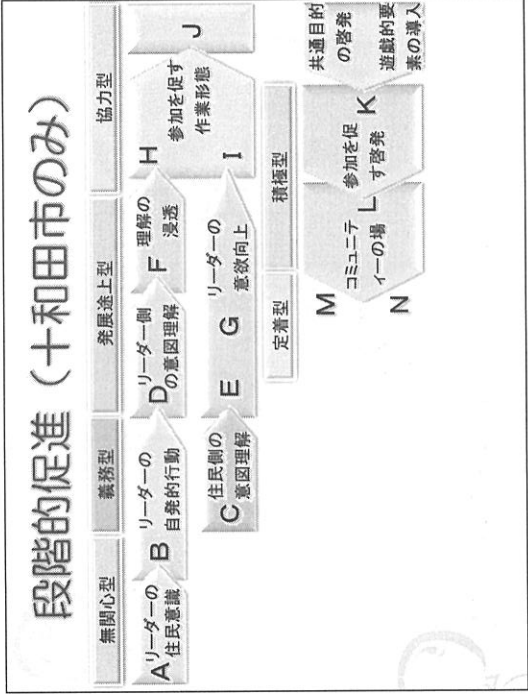 段階的促進（十和田市のみ）
無関心型
義務型
発展途上型
協力型
A
リーダーの
住民意識
B
リーダーの
自発的行動
D
リーダー側
の意図理解
F
理解の
浸透
H
参加を促す
作業形態
I
J
C
住民側の
意図理解
E
G
リーダーの
意欲向上
定着型
積極型
M
コミュニテ
ィーの場
N
L
参加を促
す啓発
K
共通目的
の啓発
遊戯的要
素の導入